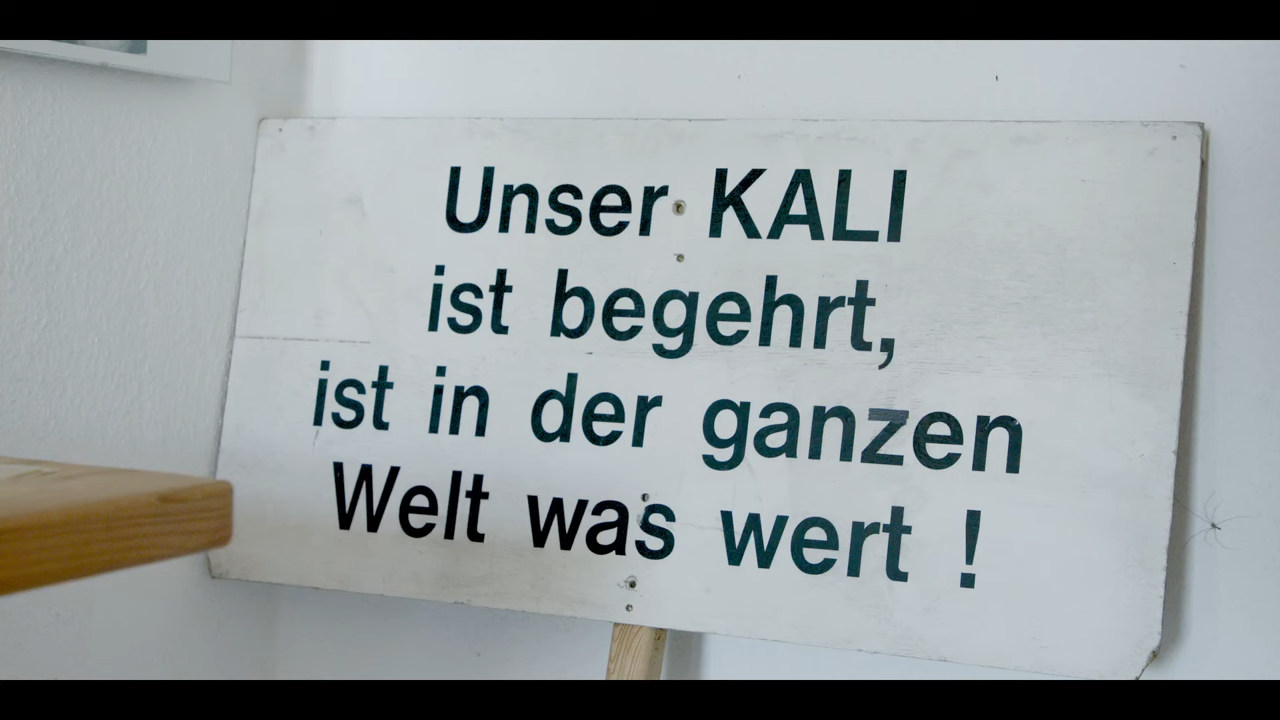 Unser KALI
ist begehrt,
ist in der ganzen
Welt was wert !